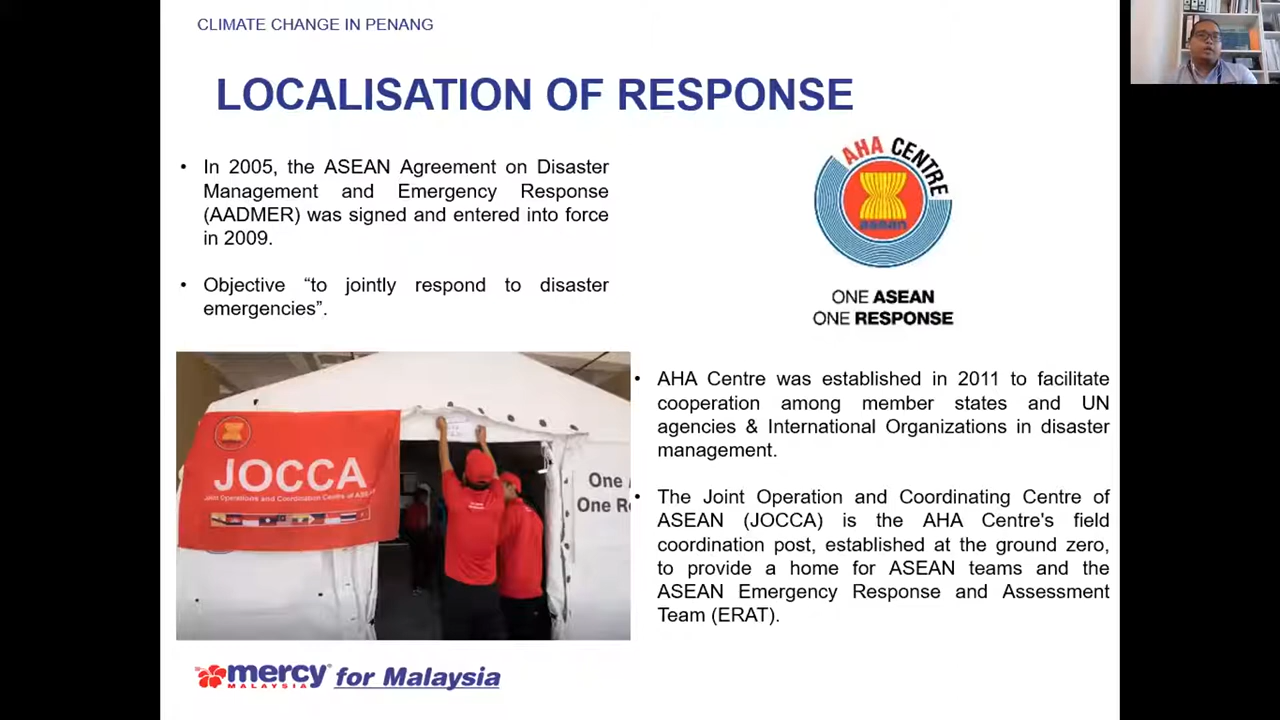 CLIMATE CHANGE IN PENANG
LOCALISATION OF RESPONSE
• In 2005, the ASEAN Agreement on Disaster
Management and Emergency Response
(AADMER) was signed and entered into force
in 2009.
• Objective “to jointly respond to disaster
emergencies”.
AHA CENTRE
asean
ONE ASEAN
ONE RESPONSE
JOCCA
Joint Operations and Coordination Centre of
One
One R
• AHA Centre was established in 2011 to facilitate
cooperation among member states and UN
agencies & International Organizations in disaster
management.
• The Joint Operation and Coordinating Centre of
ASEAN (JOCCA) is the AHA Centre's field
coordination post, established at the ground zero,
to provide a home for ASEAN teams and the
ASEAN Emergency Response and Assessment
Team (ERAT).
mercy® for Malaysia
MALAYSIA